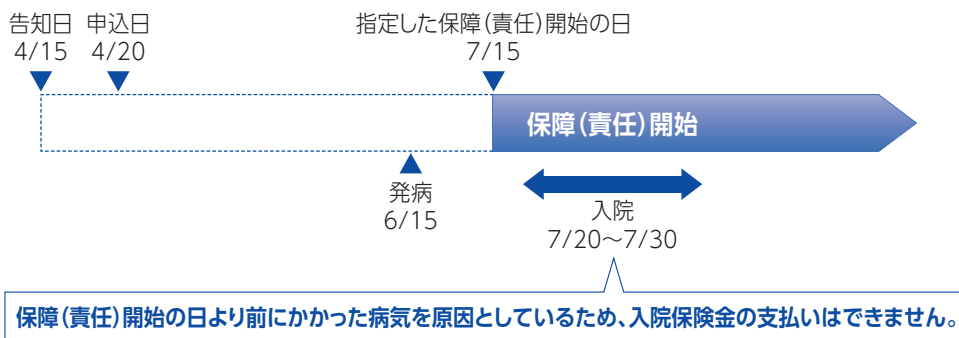 告知日 申込日 指定した保障(責任)開始の日
4/15 4/20 7/15
保障(責任)開始
発病
6/15
入院
7/20～7/30
保障(責任)開始の日より前にかかった病気を原因としているため、入院保険金の支払いはできません。